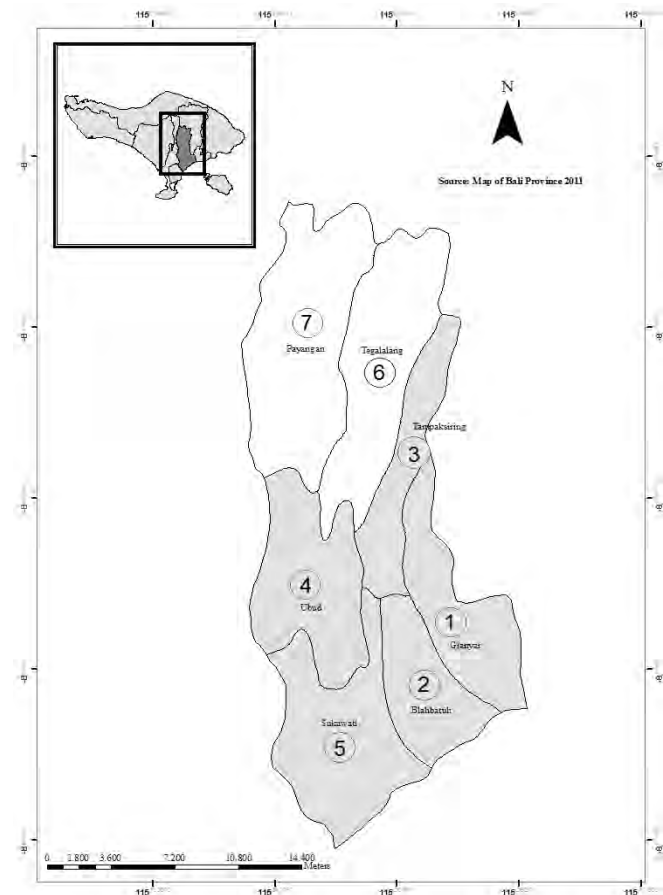 N
Source: Map of Bali Province 2011
7
Payangan
Tegalalang
6
Tampaksiring
3
4
Ubud
1
Gianyar
2
Blahbatuh
Sukawati
5
0 1.800 3.600 7.200 10.800 14.400
Meters